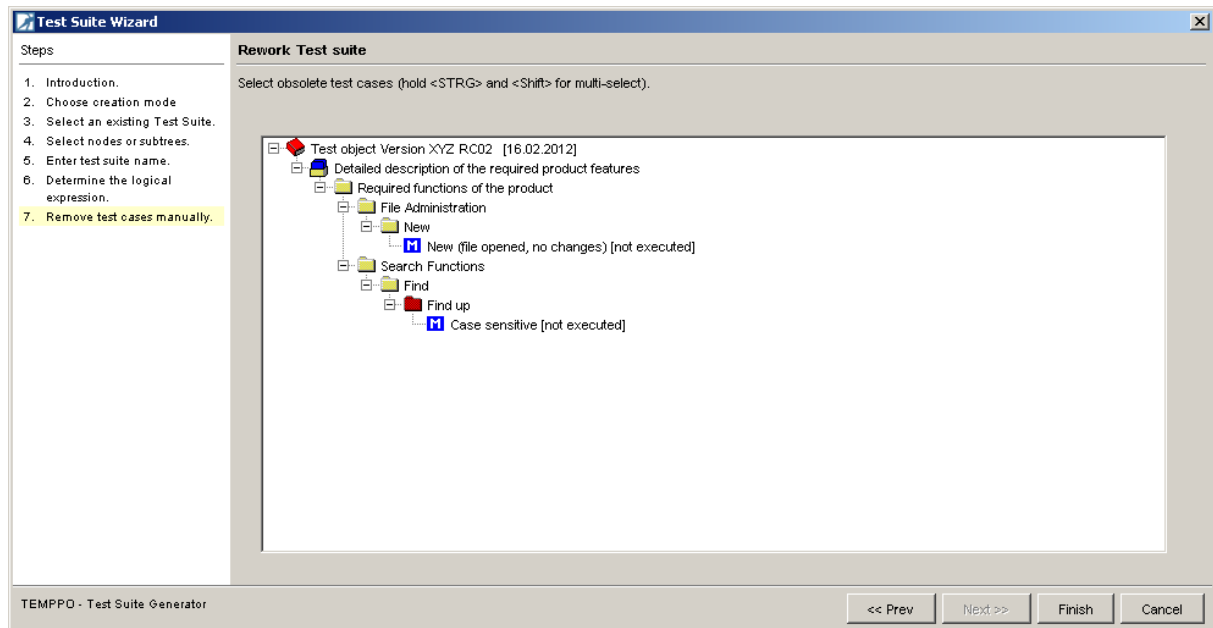 Test Suite Wizard
Steps
1. Introduction.
2. Choose creation mode
3. Select an existing Test Suite.
4. Select nodes or subtrees.
5. Enter test suite name.
6. Determine the logical
expression.
7. Remove test cases manually.
Rework Test suite
Select obsolete test cases (hold <STRG> and <Shift> for multi-select).
Test object Version XYZ RC02 [16.02.2012]
Detailed description of the required product features
Required functions of the product
File Administration
New
M New (file opened, no changes) [not executed]
Search Functions
Find
Find up
M Case sensitive [not executed]
TEMPPO - Test Suite Generator
<< Prev
Next >>
Finish
Cancel